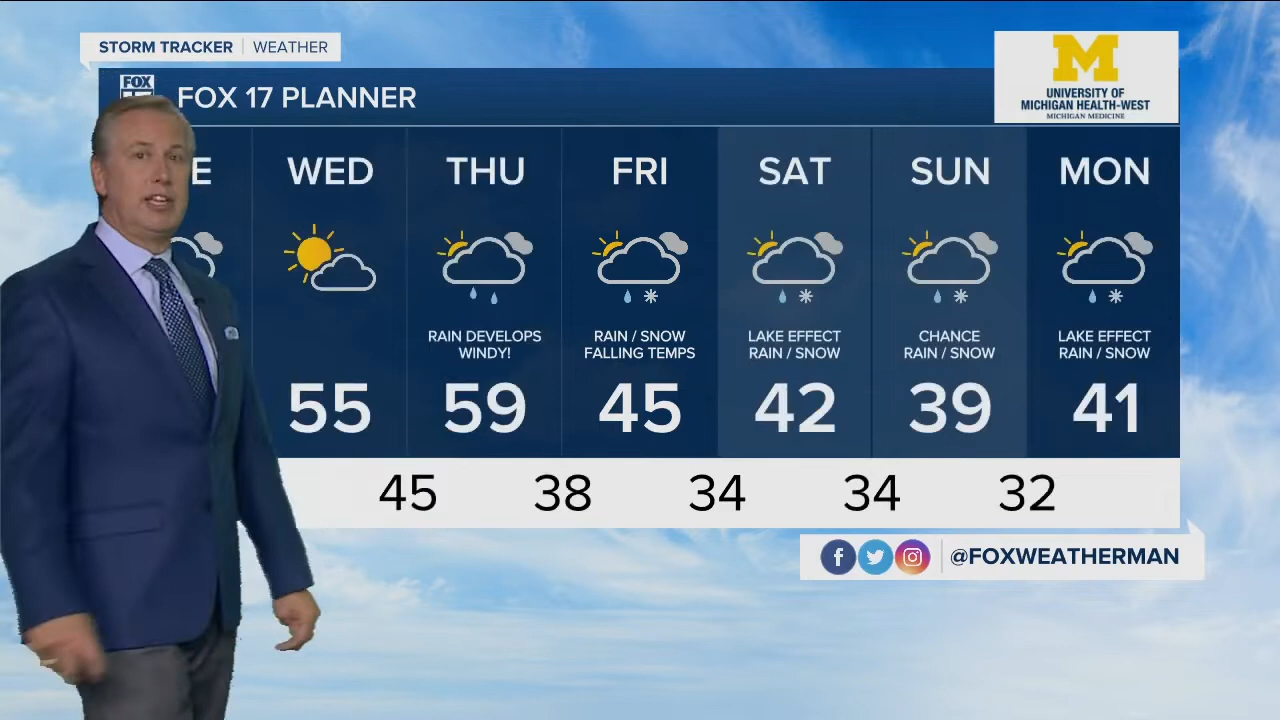 STORM TRACKER | WEATHER
FOX
FOX 17 PLANNER
M
UNIVERSITY OF
MICHIGAN HEALTH-WEST
MICHIGAN MEDICINE
E WED THU FRI SAT SUN MON
RAIN DEVELOPS
WINDY!
RAIN / SNOW
FALLING TEMPS
LAKE EFFECT
RAIN / SNOW
CHANCE
RAIN / SNOW
LAKE EFFECT
RAIN / SNOW
55 59 45 42 39 41
45 38 34 34 32
@FOXWEATHERMAN